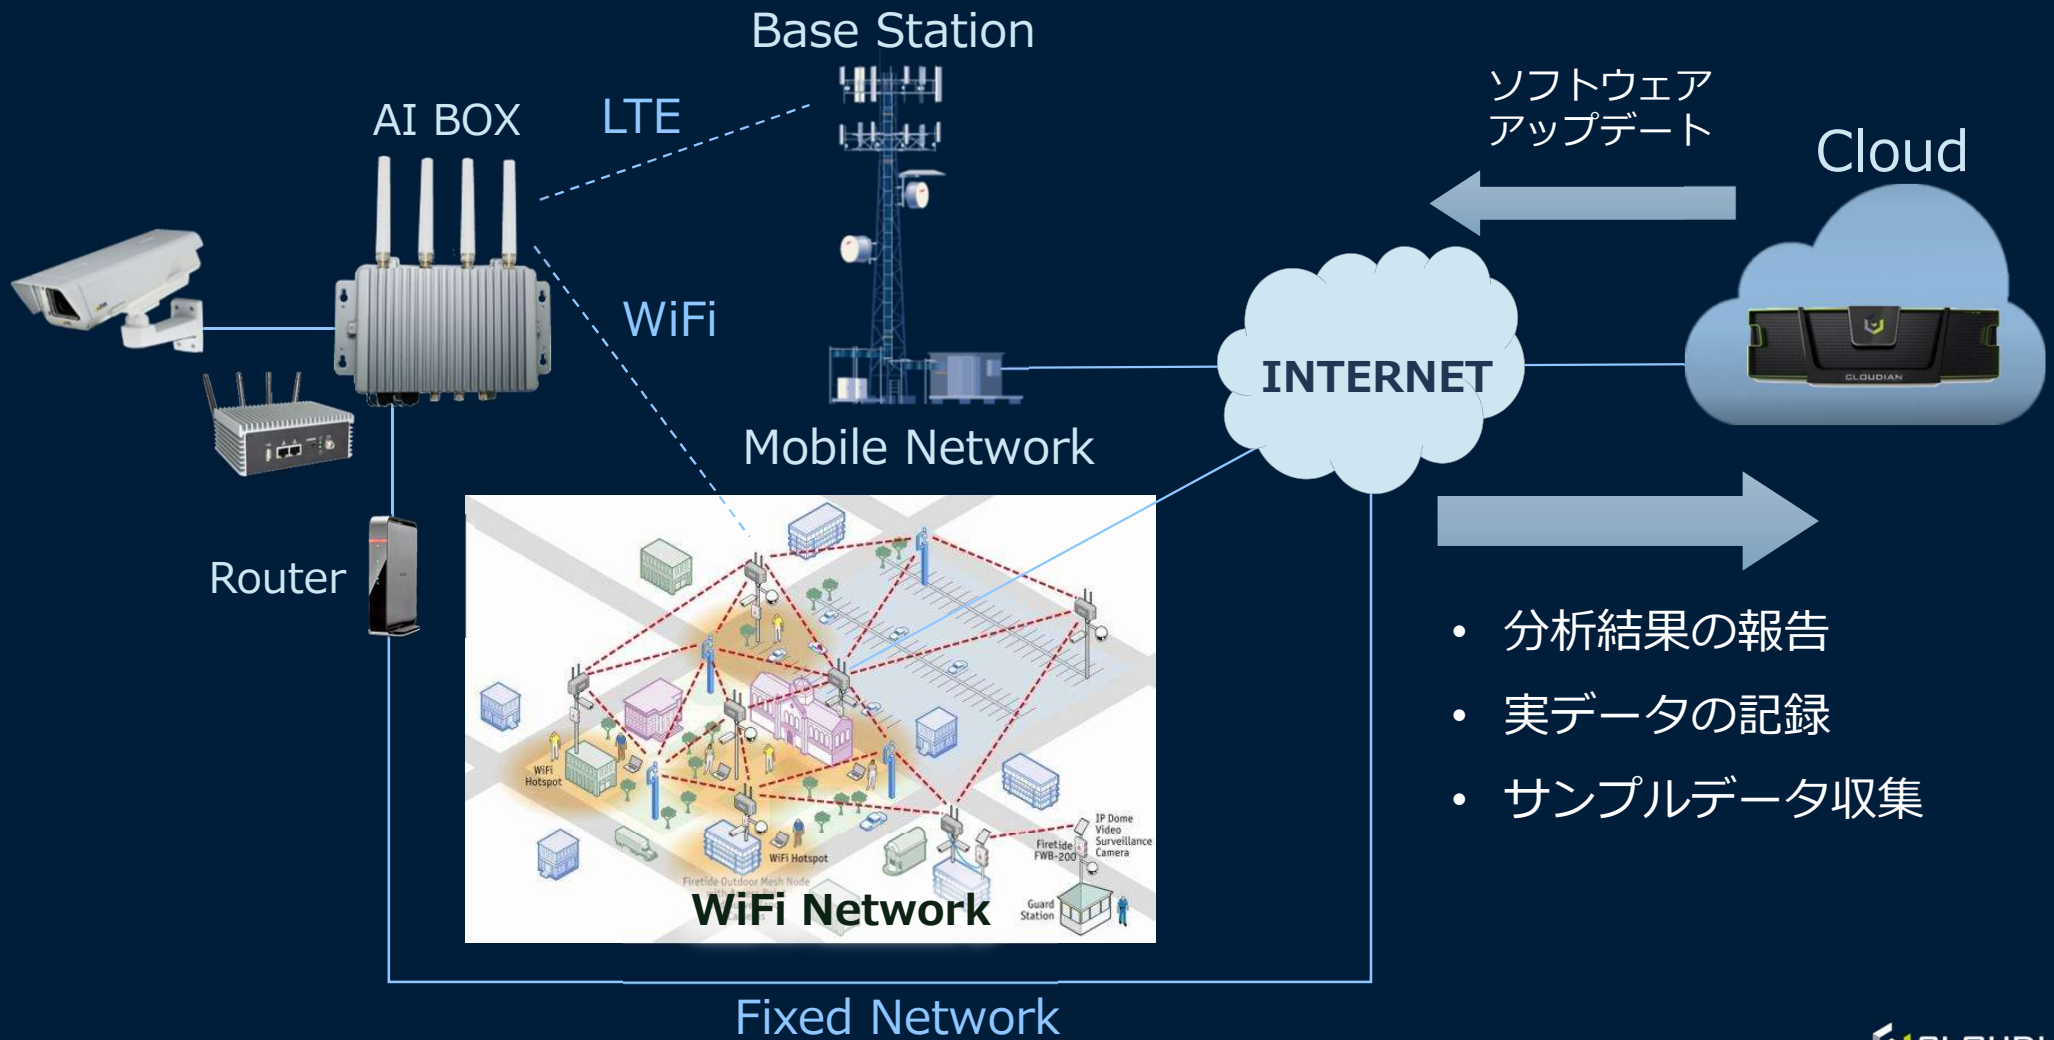 Base Station
AI BOX
LTE
ソフトウェア
アップデート
Cloud
WiFi
INTERNET
CLOUDIAN
Mobile Network
Router
• 分析結果の報告
• 実データの記録
• サンプルデータ収集
WiFi
Hotspot
IP Dome
Video
Surveillance
Camera
Firetide
FWB-200
WiFi Hotspot
Firetide Outdoor Mesh Node
WiFi Network
Guard
Station
Fixed Network